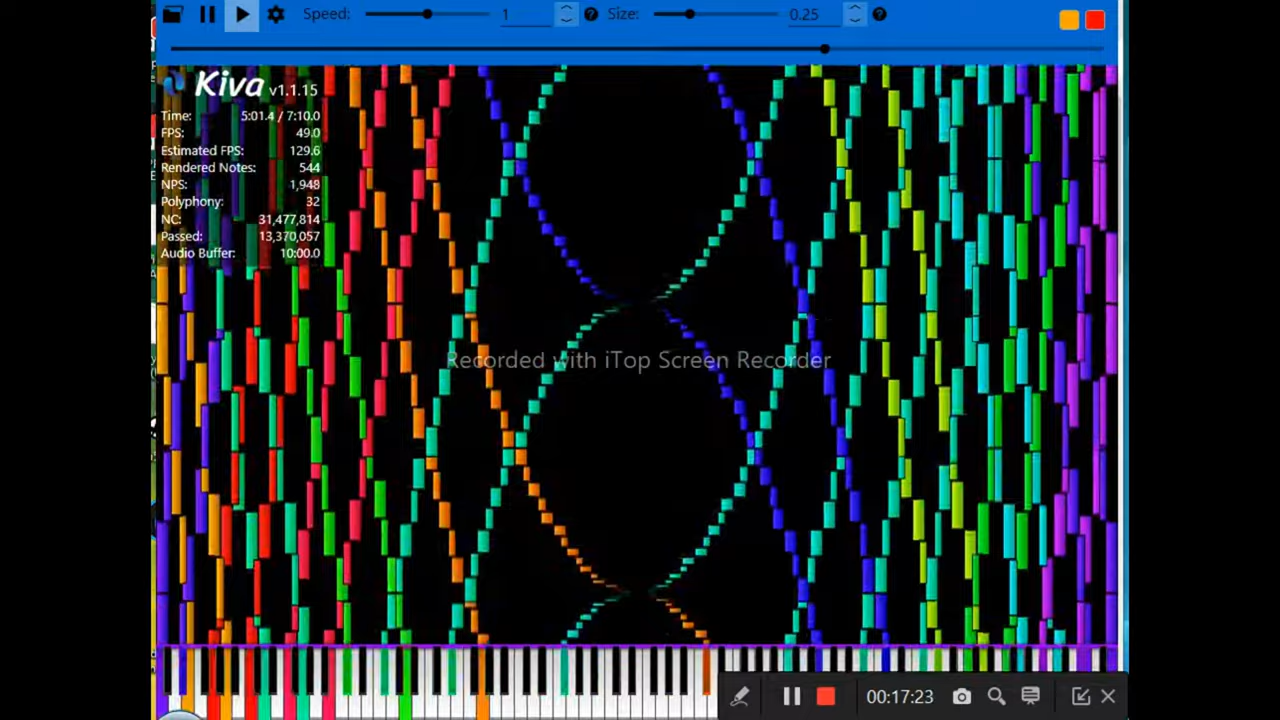 Speed: 1 Size: 0.25
Kiva v1.1.15
Time: 5:01.4 / 7:10.0
FPS: 49.0
Estimated FPS: 129.6
Rendered Notes: 544
NPS: 1,948
Polyphony: 32
NC: 31,477,814
Passed: 13,370,057
Audio Buffer: 10:00.0
Recorded with iTop Screen Recorder
00:17:23